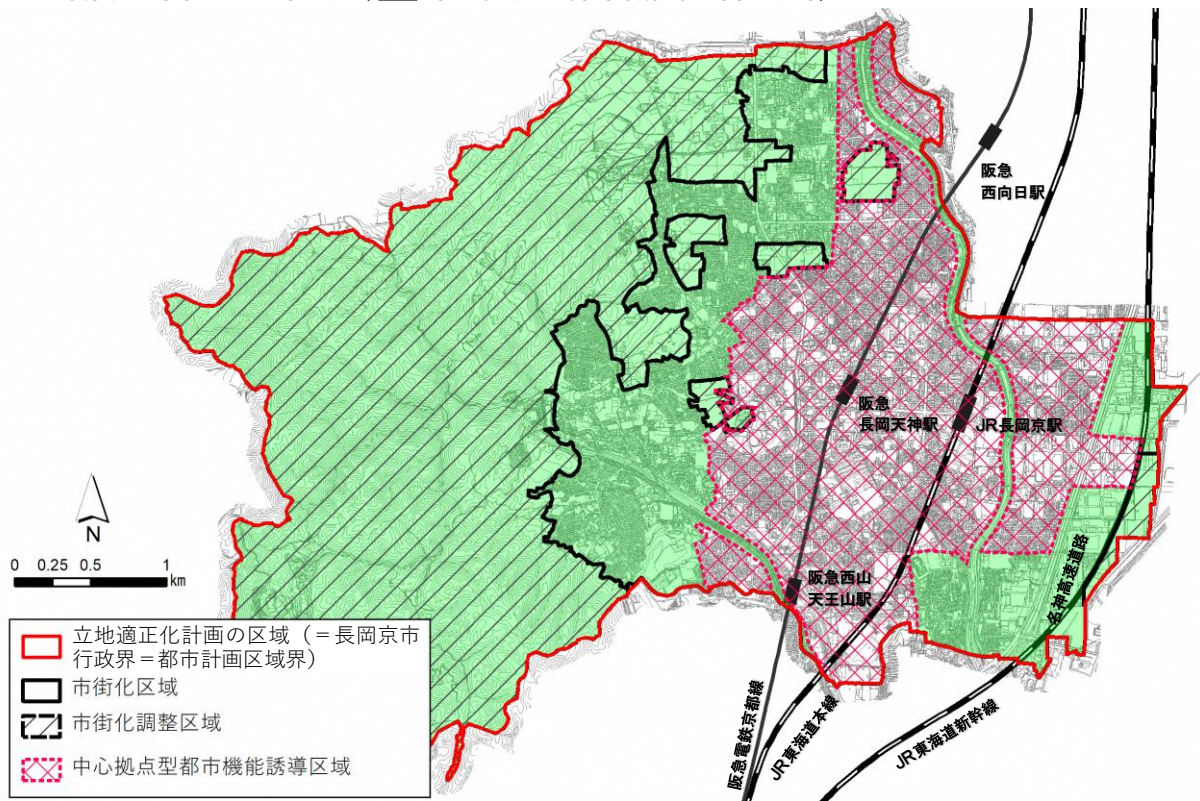 阪急
西向日駅
阪急
長岡天神駅
JR長岡京駅
N
0 0.25 0.5 1
km
阪急西山
天王山駅
名神高速道路
阪急電鉄京都線
JR東海道本線
JR東海道新幹線
立地適正化計画の区域（＝長岡京市
行政界＝都市計画区域界）
市街化区域
市街化調整区域
中心拠点型都市機能誘導区域